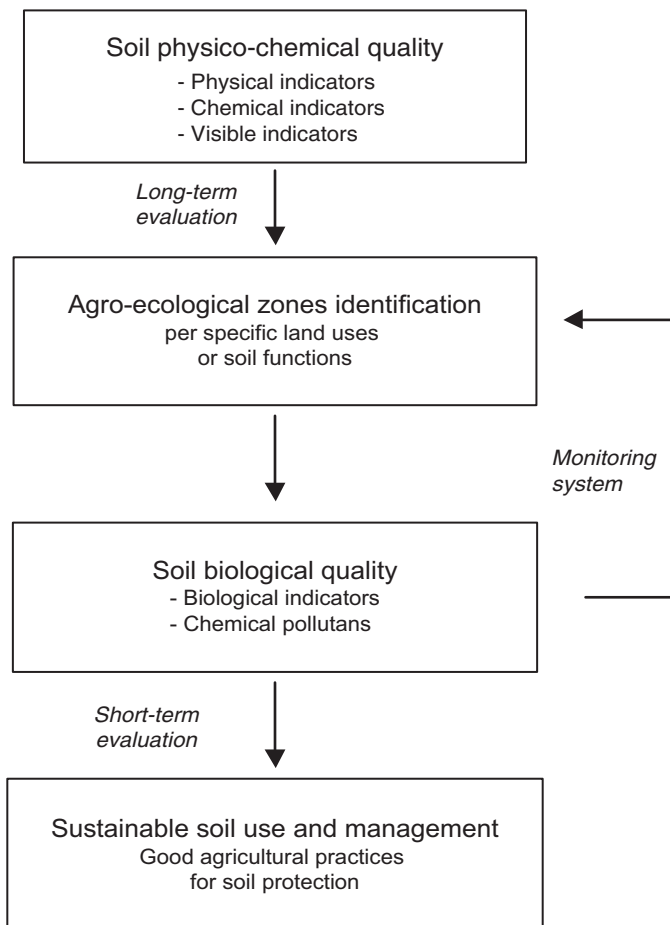 Soil physico-chemical quality
- Physical indicators
- Chemical indicators
- Visible indicators
Long-term
evaluation
Agro-ecological zones identification
per specific land uses
or soil functions
Monitoring
system
Soil biological quality
- Biological indicators
- Chemical pollutans
Short-term
evaluation
Sustainable soil use and management
Good agricultural practices
for soil protection